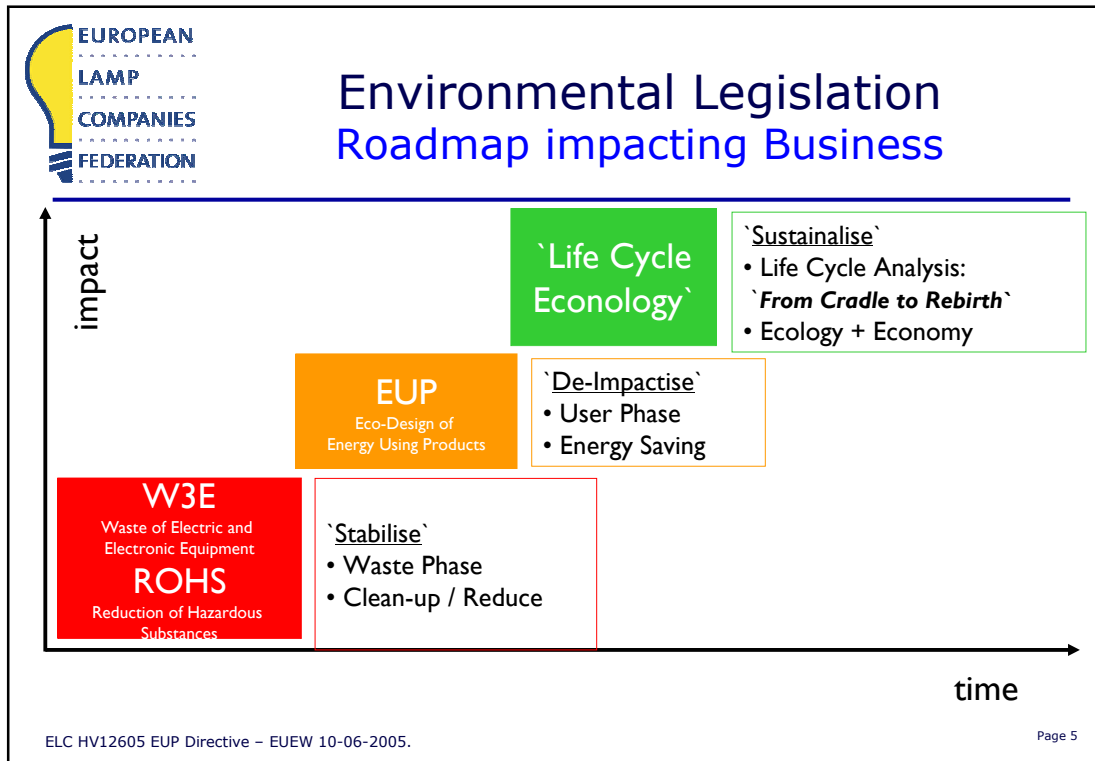 EUROPEAN
LAMP
COMPANIES
FEDERATION
Environmental Legislation
Roadmap impacting Business
impact
`Life Cycle
Econology`
`Sustainalise`
• Life Cycle Analysis:
`From Cradle to Rebirth`
• Ecology + Economy
EUP
Eco-Design of
Energy Using Products
`De-Impactise`
• User Phase
• Energy Saving
W3E
Waste of Electric and
Electronic Equipment
ROHS
Reduction of Hazardous
Substances
`Stabilise`
• Waste Phase
• Clean-up / Reduce
time
ELC HV12605 EUP Directive – EUEW 10-06-2005.
Page 5